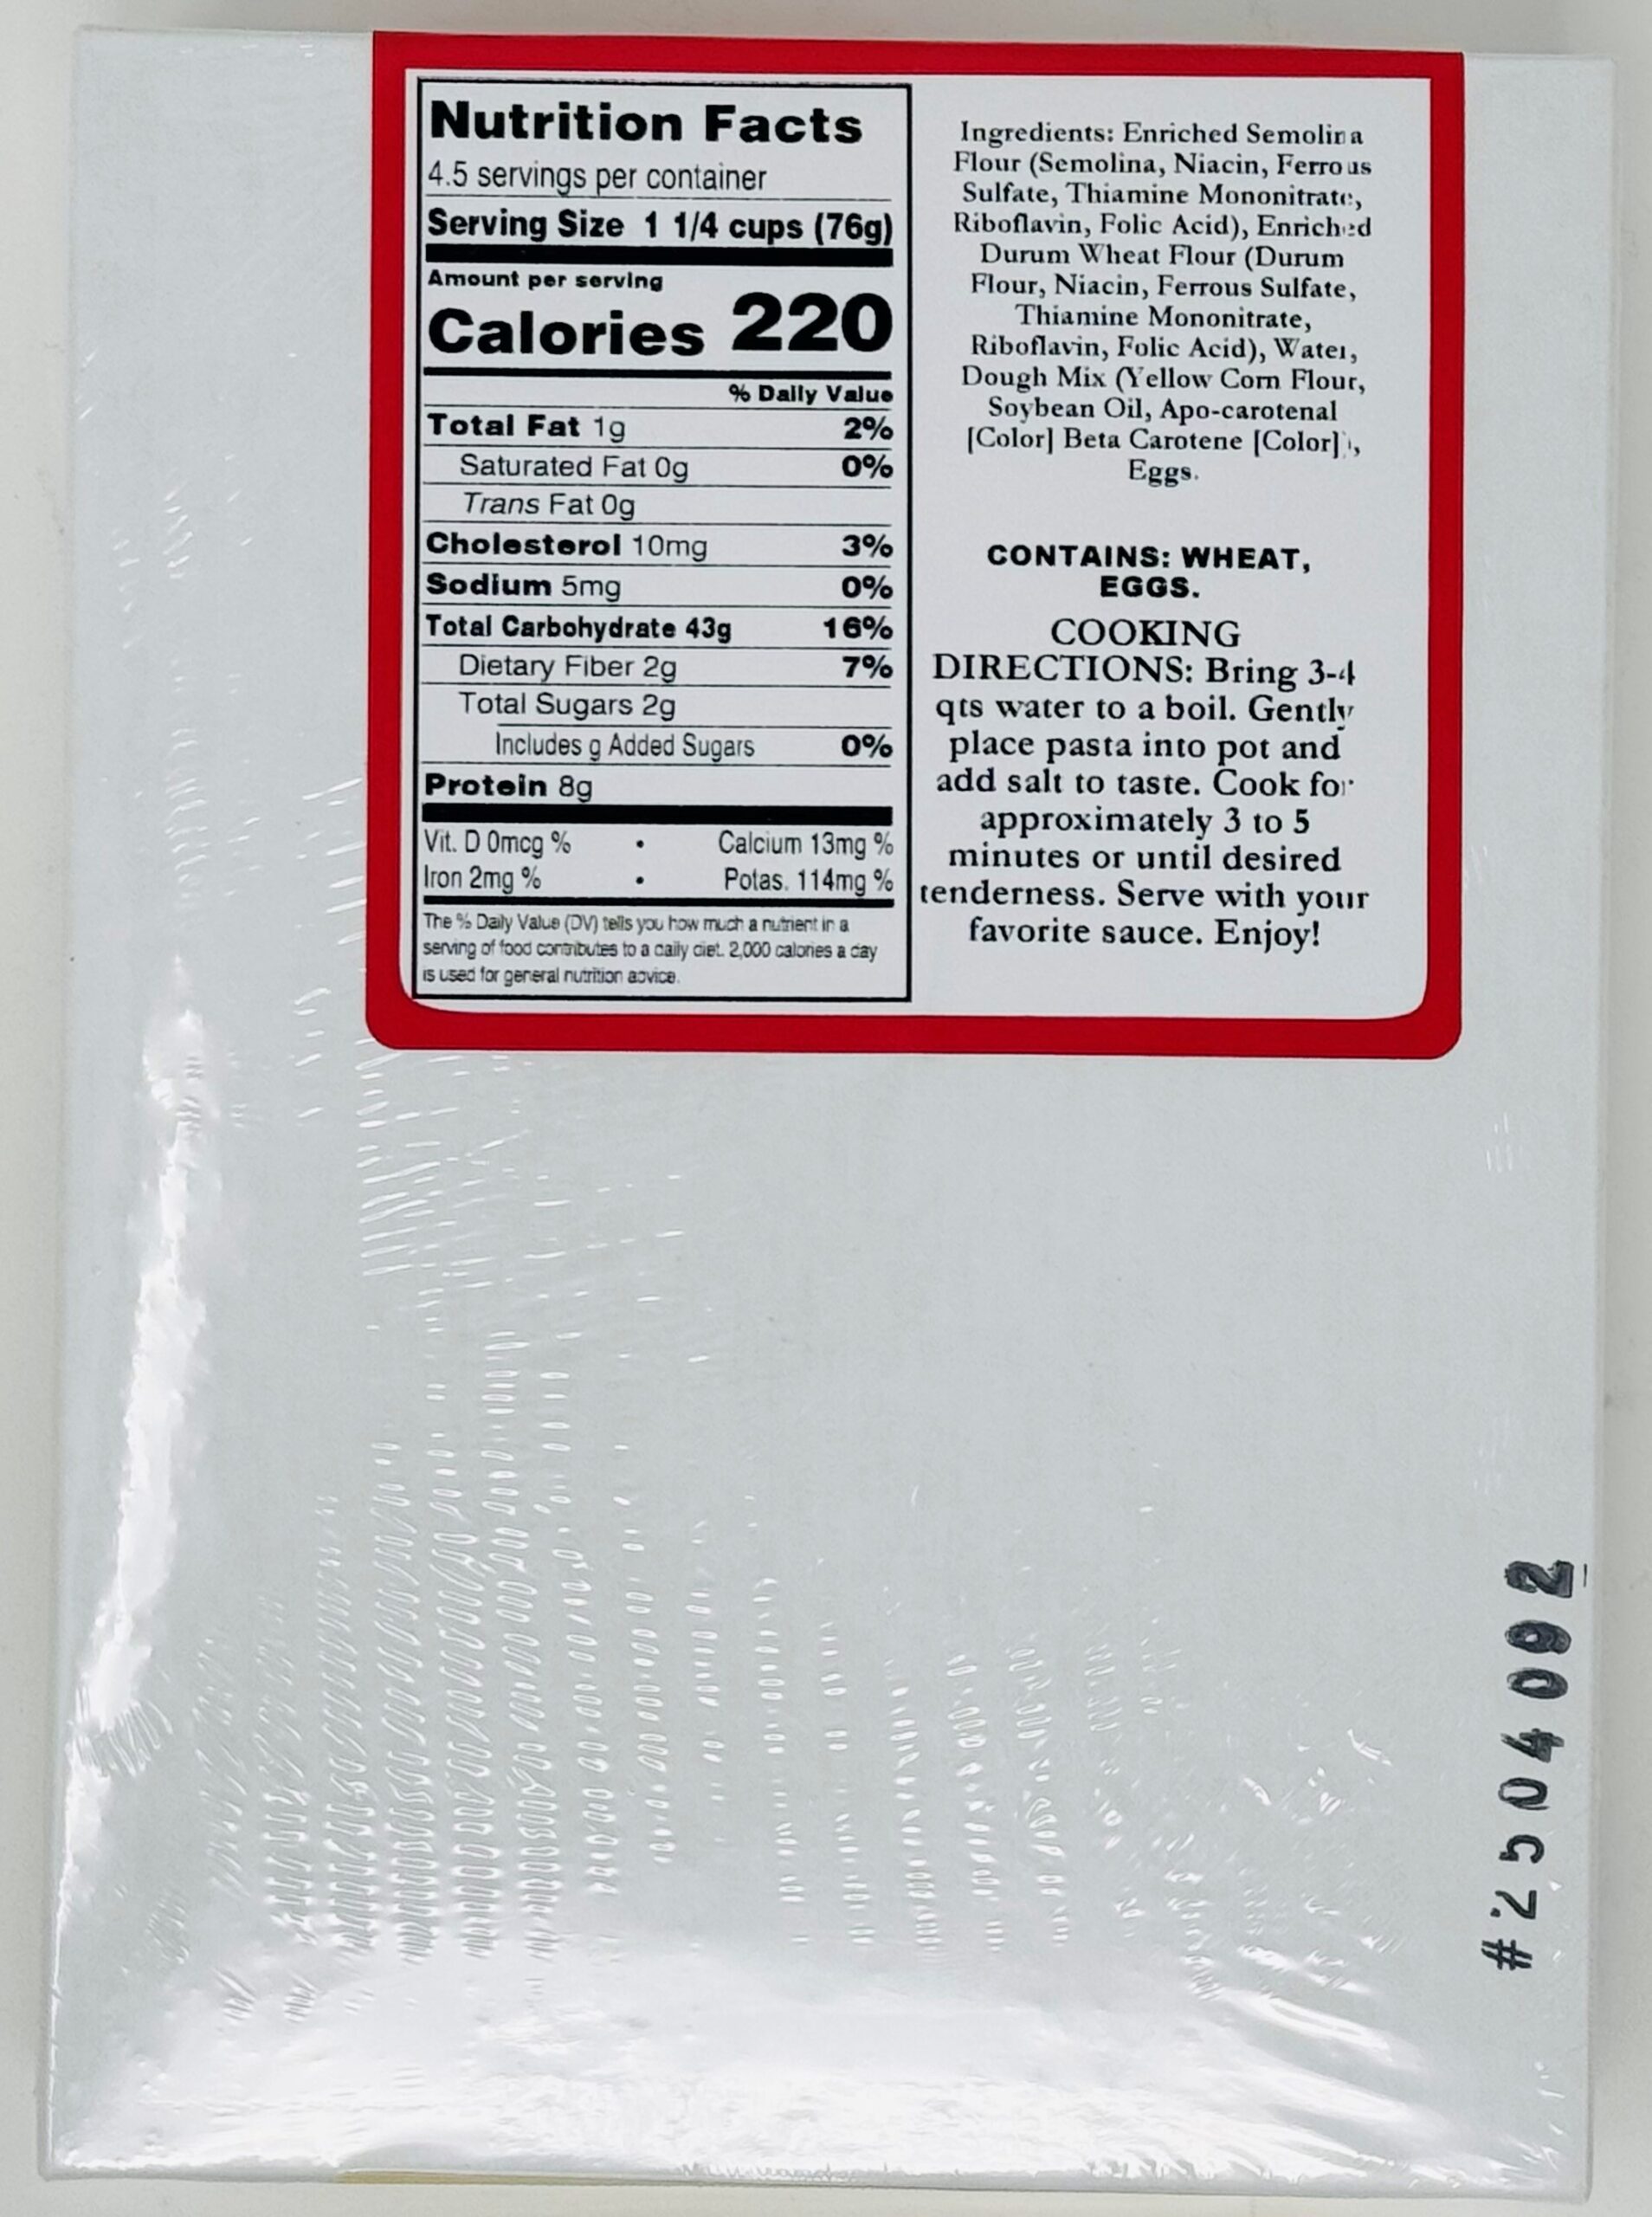 Nutrition Facts
4.5 servings per container
Serving Size 1 1/4 cups (76g)
Amount per serving
Calories 220
% Daily Value
Total Fat 1g 2%
Saturated Fat 0g 0%
Trans Fat 0g
Cholesterol 10mg 3%
Sodium 5mg 0%
Total Carbohydrate 43g 16%
Dietary Fiber 2g 7%
Total Sugars 2g
Includes g Added Sugars 0%
Protein 8g
Vit. D 0mcg % • Calcium 13mg %
Iron 2mg % • Potas. 114mg %
The % Daily Value (DV) tells you how much a nutrient in a
serving of food contributes to a daily diet. 2,000 calories a day
is used for general nutrition advice.
Ingredients: Enriched Semolina
Flour (Semolina, Niacin, Ferrous
Sulfate, Thiamine Mononitrate,
Riboflavin, Folic Acid), Enriched
Durum Wheat Flour (Durum
Flour, Niacin, Ferrous Sulfate,
Thiamine Mononitrate,
Riboflavin, Folic Acid), Water,
Dough Mix (Yellow Corn Flour,
Soybean Oil, Apo-carotenal
[Color] Beta Carotene [Color]),
Eggs.
CONTAINS: WHEAT,
EGGS.
COOKING
DIRECTIONS: Bring 3-4
qts water to a boil. Gently
place pasta into pot and
add salt to taste. Cook for
approximately 3 to 5
minutes or until desired
tenderness. Serve with your
favorite sauce. Enjoy!
#2504092